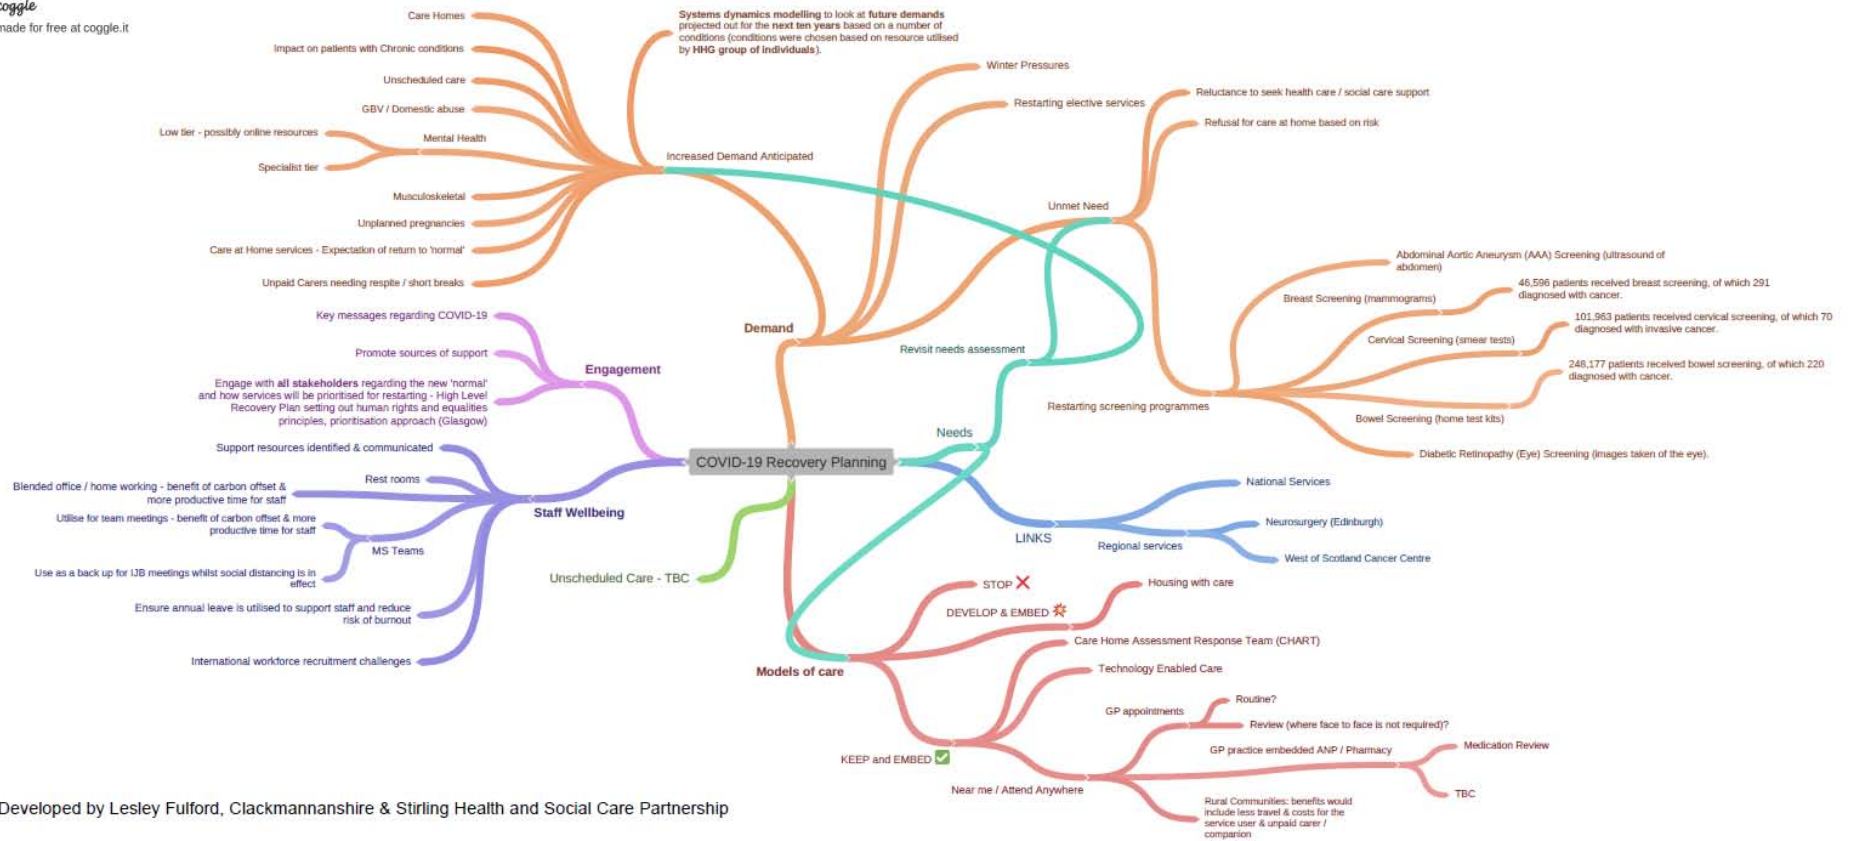 coggle
made for free at coggle.it
Care Homes
Impact on patients with Chronic conditions
Unscheduled care
GBV / Domestic abuse
Mental Health
Low tier - possibly online resources
Specialist tier
Musculoskeletal
Unplanned pregnancies
Care at Home services - Expectation of return to 'normal'
Unpaid Carers needing respite / short breaks
Systems dynamics modelling to look at future demands
projected out for the next ten years based on a number of
conditions (conditions were chosen based on resource utilised
by HHG group of individuals).
Increased Demand Anticipated
Winter Pressures
Restarting elective services
Reluctance to seek health care / social care support
Refusal for care at home based on risk
Unmet Need
Abdominal Aortic Aneurysm (AAA) Screening (ultrasound of
abdomen)
Breast Screening (mammograms)
46,596 patients received breast screening, of which 291
diagnosed with cancer.
Cervical Screening (smear tests)
101,963 patients received cervical screening, of which 70
diagnosed with invasive cancer.
248,177 patients received bowel screening, of which 220
diagnosed with cancer.
Restarting screening programmes
Bowel Screening (home test kits)
Diabetic Retinopathy (Eye) Screening (images taken of the eye).
Demand
Revisit needs assessment
Needs
Key messages regarding COVID-19
Promote sources of support
Engagement
Engage with all stakeholders regarding the new 'normal'
and how services will be prioritised for restarting - High Level
Recovery Plan setting out human rights and equalities
principles, prioritisation approach (Glasgow)
COVID-19 Recovery Planning
Support resources identified & communicated
Rest rooms
Blended office / home working - benefit of carbon offset &
more productive time for staff
Staff Wellbeing
Utilise for team meetings - benefit of carbon offset & more
productive time for staff
MS Teams
Use as a back up for IJB meetings whilst social distancing is in
effect
Ensure annual leave is utilised to support staff and reduce
risk of burnout
International workforce recruitment challenges
Unscheduled Care - TBC
LINKS
National Services
Regional services
Neurosurgery (Edinburgh)
West of Scotland Cancer Centre
Models of care
STOP
DEVELOP & EMBED
Housing with care
Care Home Assessment Response Team (CHART)
Technology Enabled Care
KEEP and EMBED
GP appointments
Routine?
Review (where face to face is not required)?
GP practice embedded ANP / Pharmacy
Medication Review
TBC
Near me / Attend Anywhere
Rural Communities: benefits would
include less travel & costs for the
service user & unpaid carer /
companion
Developed by Lesley Fulford, Clackmannanshire & Stirling Health and Social Care Partnership